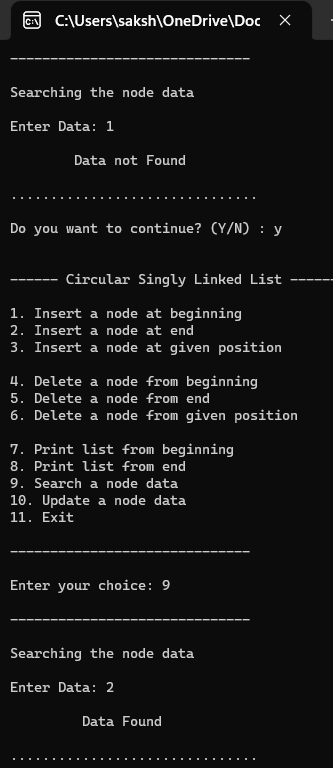 C:\Users\saksh\OneDrive\Doc
------------------------------
Searching the node data
Enter Data: 1
Data not Found
...............................
Do you want to continue? (Y/N) : y
------ Circular Singly Linked List ------
1. Insert a node at beginning
2. Insert a node at end
3. Insert a node at given position
4. Delete a node from beginning
5. Delete a node from end
6. Delete a node from given position
7. Print list from beginning
8. Print list from end
9. Search a node data
10. Update a node data
11. Exit
------------------------------
Enter your choice: 9
------------------------------
Searching the node data
Enter Data: 2
Data Found
...............................